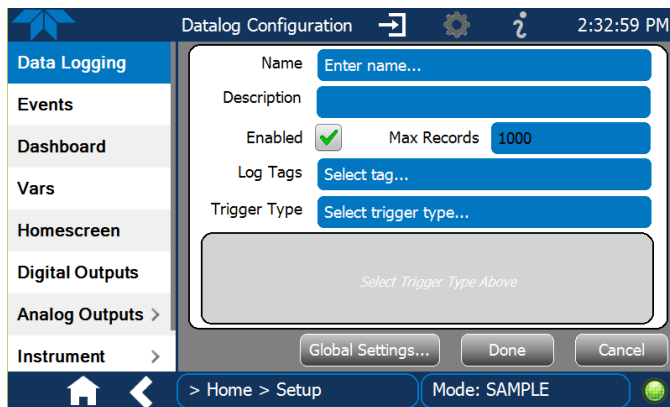 Datalog Configuration
2:32:59 PM
Data Logging
Events
Dashboard
Vars
Homescreen
Digital Outputs
Analog Outputs >
Instrument >
Name Enter name...
Description
Enabled Max Records 1000
Log Tags Select tag...
Trigger Type Select trigger type...
Select Trigger Type Above
Global Settings... Done Cancel
> Home > Setup Mode: SAMPLE